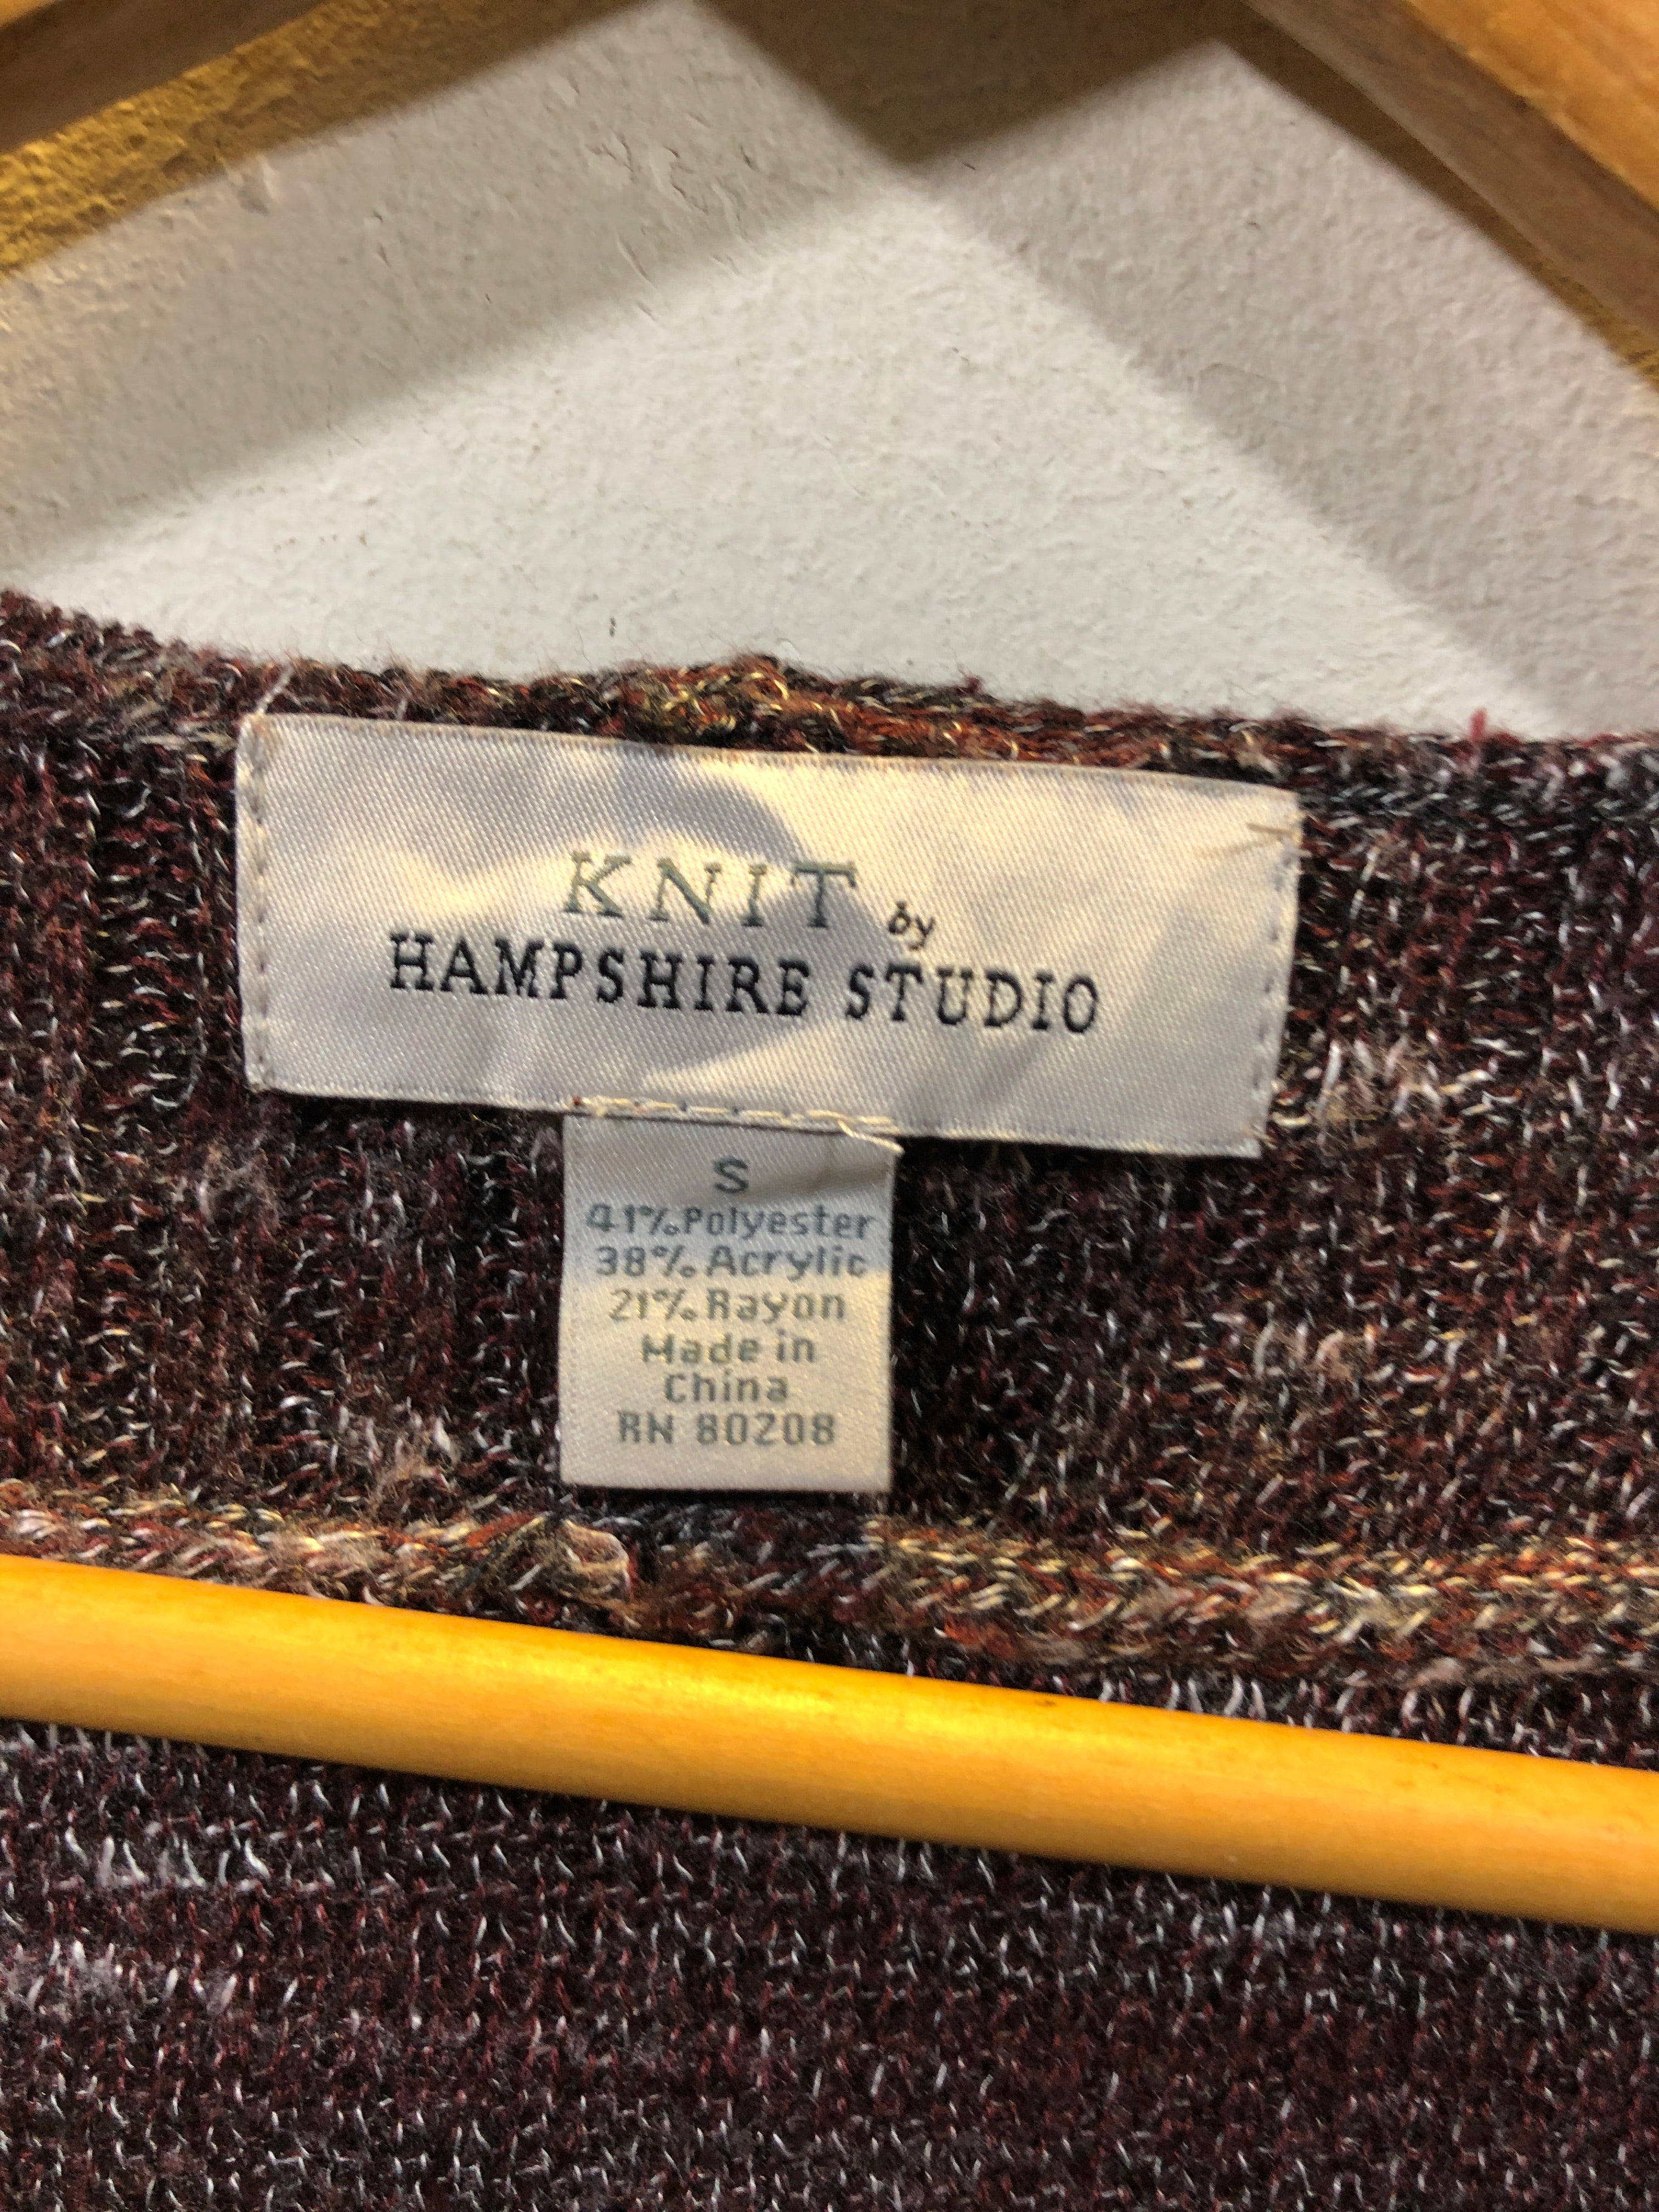 KNIT by
HAMPSHIRE STUDIO
S
41% Polyester
38% Acrylic
21% Rayon
Made in
China
RN 80208